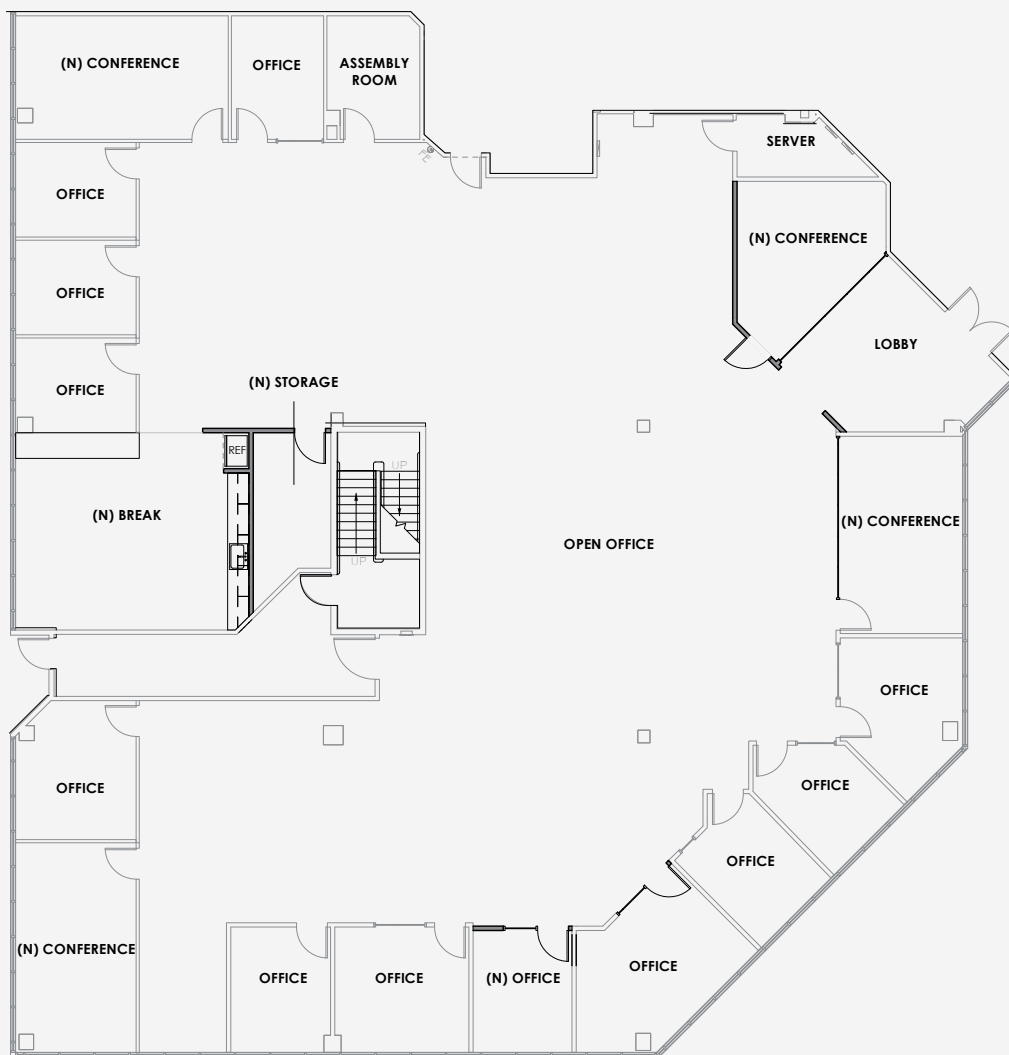 (N) CONFERENCE
OFFICE
ASSEMBLY
ROOM
FE
SERVER
OFFICE
(N) CONFERENCE
OFFICE
LOBBY
OFFICE
(N) STORAGE
REF
UP
(N) BREAK
(N) CONFERENCE
OPEN OFFICE
UP
OFFICE
OFFICE
OFFICE
OFFICE
(N) CONFERENCE
OFFICE
OFFICE
OFFICE
(N) OFFICE